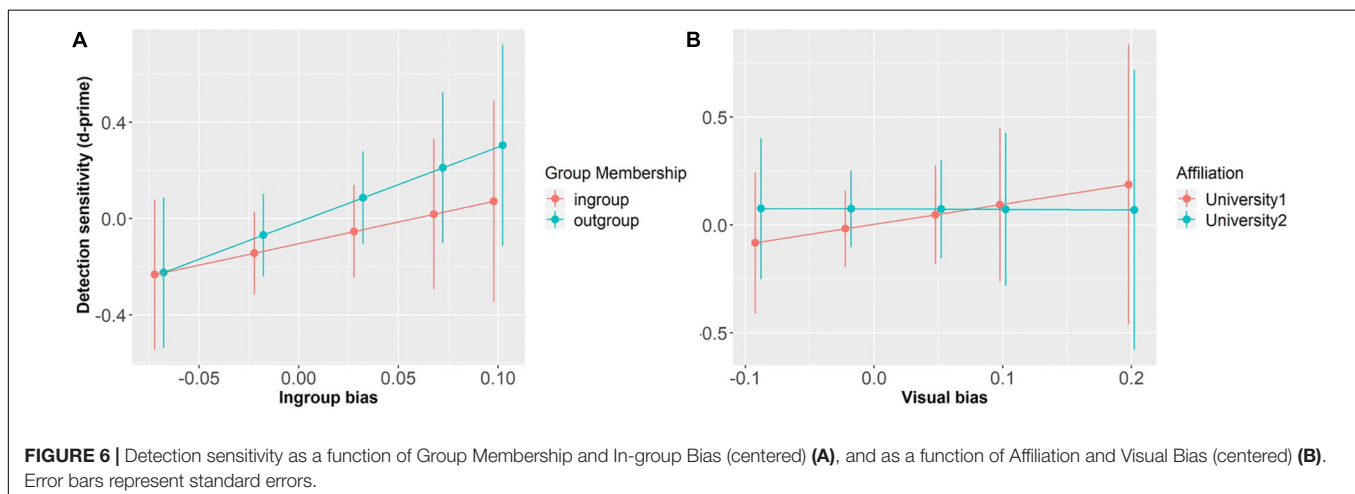 A
B
Detection sensitivity (d-prime)
0.4
0.0
-0.4
-0.05
0.00
0.05
0.10
Ingroup bias
Group Membership
ingroup
outgroup
0.5
0.0
-0.5
-0.1
0.0
0.1
0.2
Visual bias
Affiliation
University1
University2
FIGURE 6 | Detection sensitivity as a function of Group Membership and In-group Bias (centered) (A), and as a function of Affiliation and Visual Bias (centered) (B).
Error bars represent standard errors.